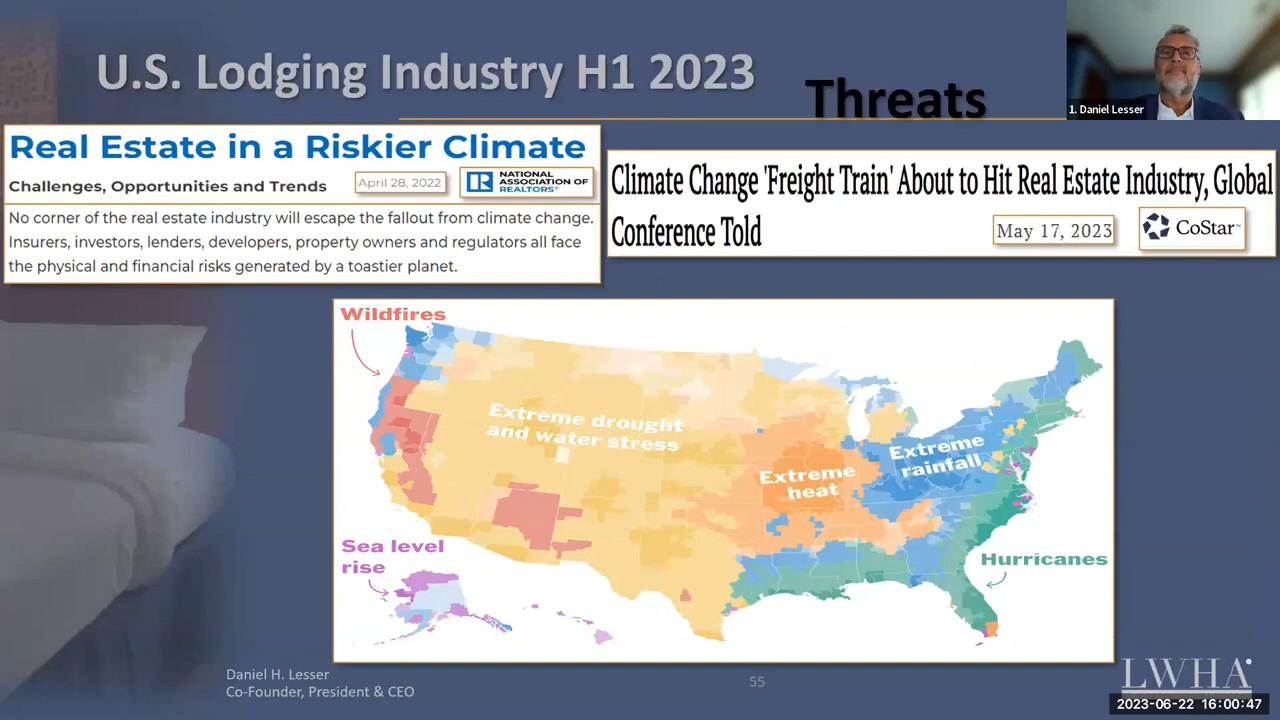 U.S. Lodging Industry H1 2023
Threats
1. Daniel Lesser
Real Estate in a Riskier Climate
Challenges, Opportunities and Trends
April 28, 2022
NATIONAL
ASSOCIATION OF
REALTORS®
No corner of the real estate industry will escape the fallout from climate change.
Insurers, investors, lenders, developers, property owners and regulators all face
the physical and financial risks generated by a toastier planet.
Climate Change 'Freight Train' About to Hit Real Estate Industry, Global
Conference Told
May 17, 2023
CoStar™
Wildfires
Extreme drought
and water stress
Extreme
heat
Extreme
rainfall
Sea level
rise
Hurricanes
Daniel H. Lesser
Co-Founder, President & CEO
55
LWHA
2023-06-22 16:00:47